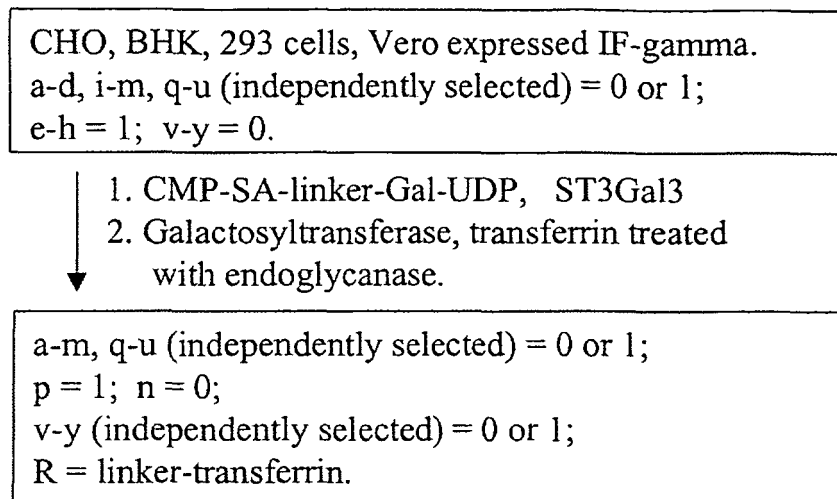 CHO, BHK, 293 cells, Vero expressed IF-gamma.
a-d, i-m, q-u (independently selected) = 0 or 1;
e-h = 1; v-y = 0.
1. CMP-SA-linker-Gal-UDP, ST3Gal3
2. Galactosyltransferase, transferrin treated
with endoglycanase.
a-m, q-u (independently selected) = 0 or 1;
p = 1; n = 0;
v-y (independently selected) = 0 or 1;
R = linker-transferrin.